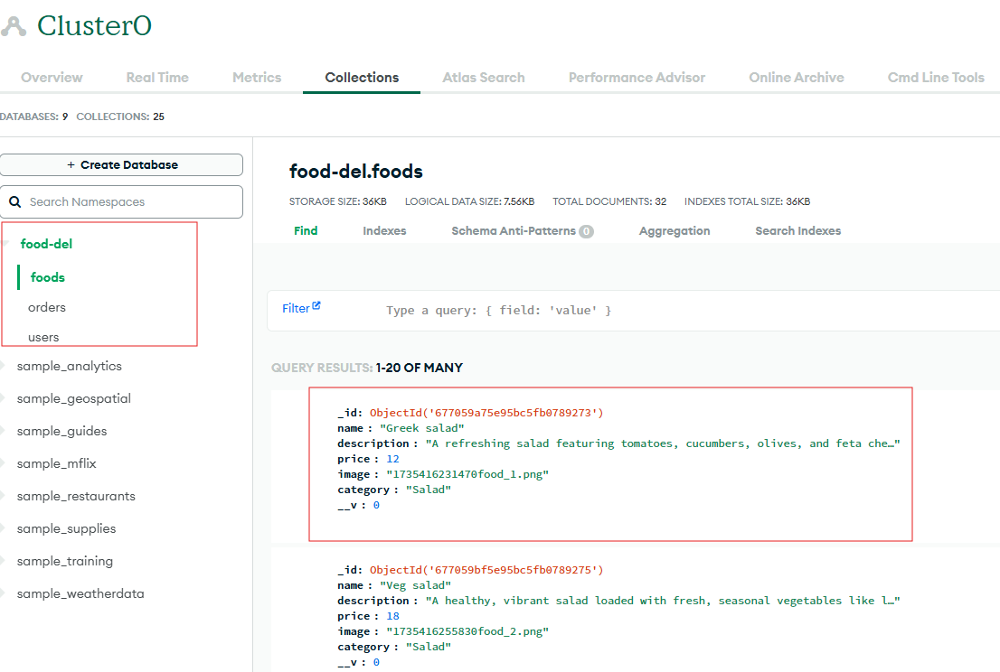 Cluster0
Overview Real Time Metrics Collections Atlas Search Performance Advisor Online Archive Cmd Line Tools
DATABASES: 9 COLLECTIONS: 25
+ Create Database
Search Namespaces
food-del
foods
orders
users
sample_analytics
sample_geospatial
sample_guides
sample_mflix
sample_restaurants
sample_supplies
sample_training
sample_weatherdata
food-del.foods
STORAGE SIZE: 36KB LOGICAL DATA SIZE: 7.56KB TOTAL DOCUMENTS: 32 INDEXES TOTAL SIZE: 36KB
Find Indexes Schema Anti-Patterns 0 Aggregation Search Indexes
Filter Type a query: { field: 'value' }
QUERY RESULTS: 1-20 OF MANY
_id: ObjectId('677059a75e95bc5fb0789273')
name : "Greek salad"
description : "A refreshing salad featuring tomatoes, cucumbers, olives, and feta che…"
price : 12
image : "1735416231470food_1.png"
category : "Salad"
__v : 0
_id: ObjectId('677059bf5e95bc5fb0789275')
name : "Veg salad"
description : "A healthy, vibrant salad loaded with fresh, seasonal vegetables like l…"
price : 18
image : "1735416255830food_2.png"
category : "Salad"
__v : 0